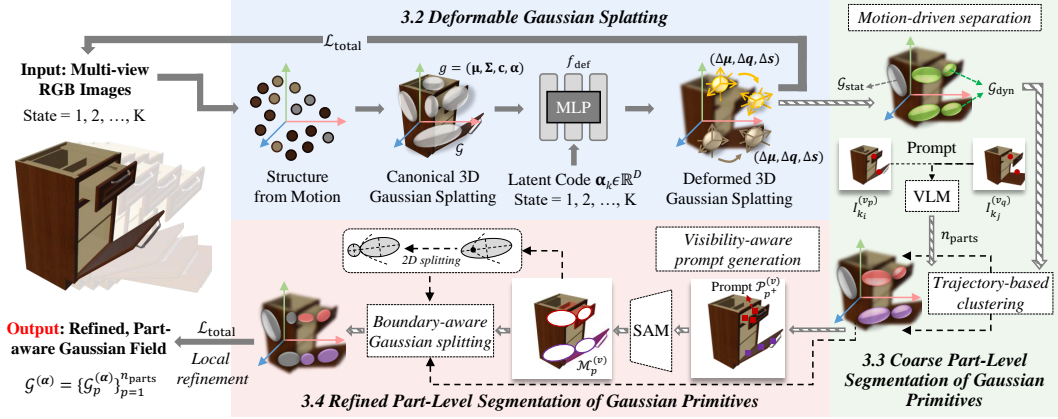 3.2 Deformable Gaussian Splatting
Motion-driven separation
ℒ_total
Input: Multi-view
RGB Images
State = 1, 2, …, K
g = (μ, Σ, c, α)
𝒢
f_def
MLP
(Δμ, Δq, Δs)
(Δμ, Δq, Δs)
Structure
from Motion
Canonical 3D
Gaussian Splatting
Latent Code α_k ϵ ℝ^D
State = 1, 2, …, K
Deformed 3D
Gaussian Splatting
𝒢_stat
𝒢_dyn
Prompt
VLM
I_{k_i}^{(v_p)}
I_{k_j}^{(v_q)}
n_parts
Trajectory-based
clustering
3.3 Coarse Part-Level
Segmentation of Gaussian
Primitives
Visibility-aware
prompt generation
Prompt 𝒫_{p^+}^{(v)}
SAM
ℳ_p^{(v)}
2D splitting
Boundary-aware
Gaussian splitting
3.4 Refined Part-Level Segmentation of Gaussian Primitives
ℒ_total
Local
refinement
Output: Refined, Part-
aware Gaussian Field
𝒢^{(α)} = {𝒢_p^{(α)}}_{p=1}^{n_parts}